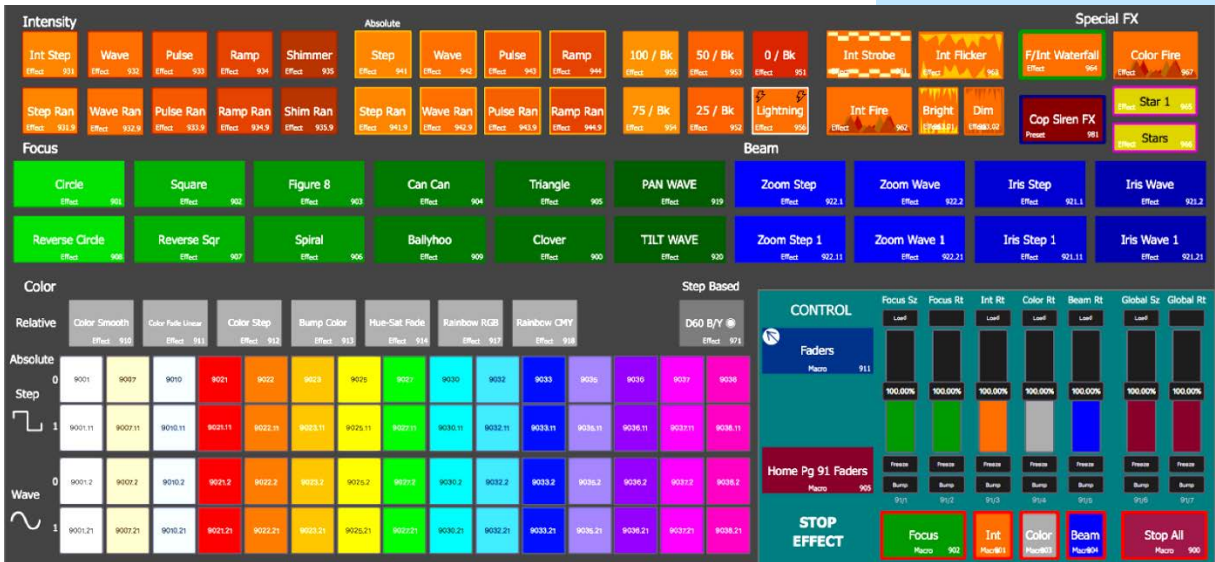 Intensity
Absolute
Special FX
Int Step Effect 931
Wave Effect 932
Pulse Effect 933
Ramp Effect 934
Shimmer Effect 935
Step Effect 941
Wave Effect 942
Pulse Effect 943
Ramp Effect 944
100 / Bk Effect 955
50 / Bk Effect 953
0 / Bk Effect 951
Int Strobe
Int Flicker Effect 963
F/Int Waterfall Effect 964
Color Fire Effect 967
Step Ran Effect 931.9
Wave Ran Effect 932.9
Pulse Ran Effect 933.9
Ramp Ran Effect 934.9
Shim Ran Effect 935.9
Step Ran Effect 941.9
Wave Ran Effect 942.9
Pulse Ran Effect 943.9
Ramp Ran Effect 944.9
75 / Bk Effect 954
25 / Bk Effect 952
Lightning Effect 956
Int Fire Effect 962
Bright
Dim
Cop Siren FX Preset 981
Star 1 Effect 965
Stars Effect 966
Focus
Beam
Circle Effect 901
Square Effect 902
Figure 8 Effect 903
Can Can Effect 904
Triangle Effect 905
PAN WAVE Effect 919
Zoom Step Effect 922.1
Zoom Wave Effect 922.2
Iris Step Effect 921.1
Iris Wave Effect 921.2
Reverse Circle Effect 908
Reverse Sqr Effect 907
Spiral Effect 906
Ballyhoo Effect 909
Clover Effect 900
TILT WAVE Effect 920
Zoom Step 1 Effect 922.11
Zoom Wave 1 Effect 922.21
Iris Step 1 Effect 921.11
Iris Wave 1 Effect 921.21
Color
Step Based
Relative
Color Smooth Effect 910
Color Fade Linear Effect 911
Color Step Effect 912
Bump Color Effect 913
Hue-Sat Fade Effect 914
Rainbow RGB Effect 917
Rainbow CMY Effect 918
D60 B/Y Effect 971
Absolute
Step
0 9001 9007 9010 9021 9022 9023 9025 9027 9030 9032 9033 9035 9036 9037 9038
1 9001.11 9007.11 9010.11 9021.11 9022.11 9023.11 9025.11 9027.11 9030.11 9032.11 9033.11 9035.11 9036.11 9037.11 9038.11
Wave
0 9001.2 9007.2 9010.2 9021.2 9022.2 9023.2 9025.2 9027.2 9030.2 9032.2 9033.2 9035.2 9036.2 9037.2 9038.2
1 9001.21 9007.21 9010.21 9021.21 9022.21 9023.21 9025.21 9027.21 9030.21 9032.21 9033.21 9035.21 9036.21 9037.21 9038.21
CONTROL
Faders
Macro 911
Home Pg 91 Faders
Macro 905
Focus Sz Focus Rt Int Rt Color Rt Beam Rt Global Sz Global Rt
Load Load Load Load
100.00% 100.00% 100.00% 100.00% 100.00% 100.00% 100.00%
Freeze Freeze Freeze Freeze Freeze Freeze Freeze
Bump Bump Bump Bump Bump Bump Bump
91/1 91/2 91/3 91/4 91/5 91/6 91/7
STOP
EFFECT
Focus Macro 902
Int
Color
Beam
Stop All Macro 900